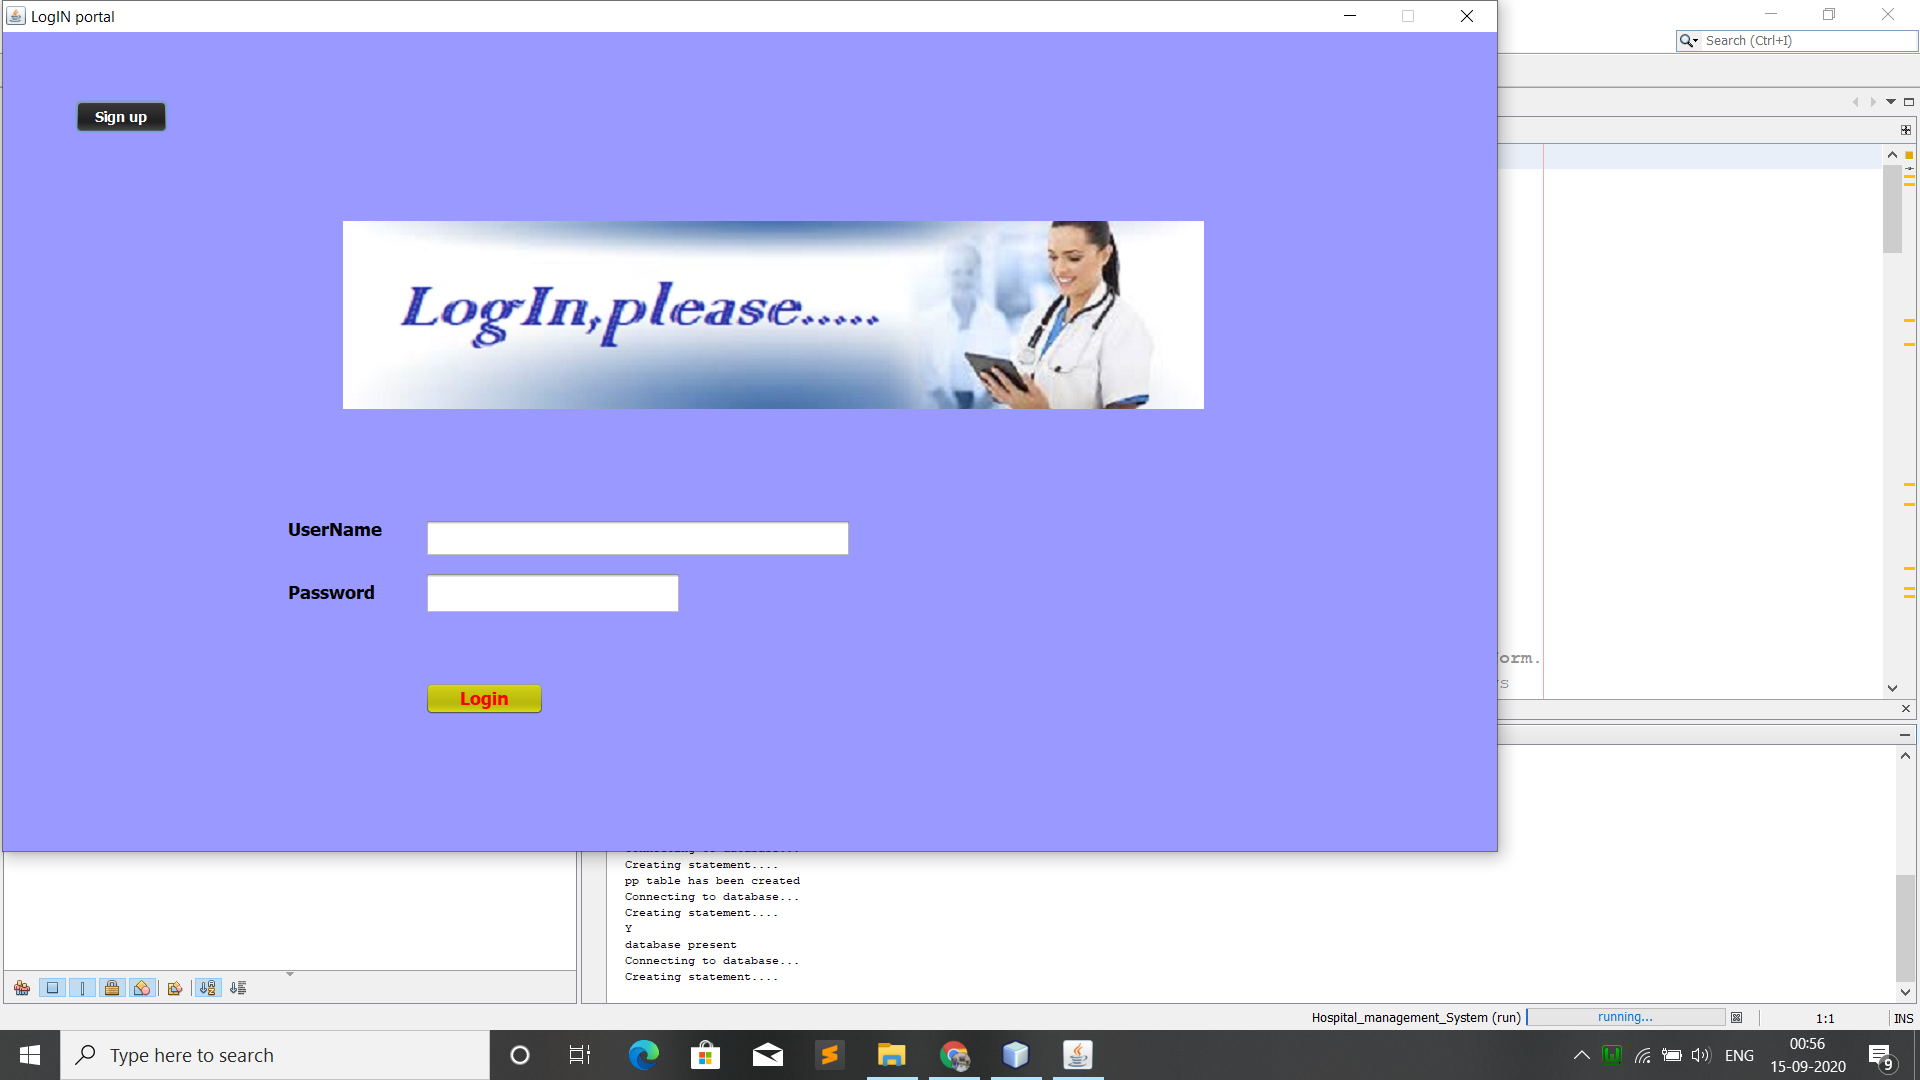 LogIN portal
Search (Ctrl+I)
Sign up
LogIn,please.....
UserName
Password
Login
orm.
s
Creating statement....
pp table has been created
Connecting to database...
Creating statement....
Y
database present
Connecting to database...
Creating statement....
Hospital_management_System (run)
running...
1:1
INS
Type here to search
ENG
00:56
15-09-2020
9